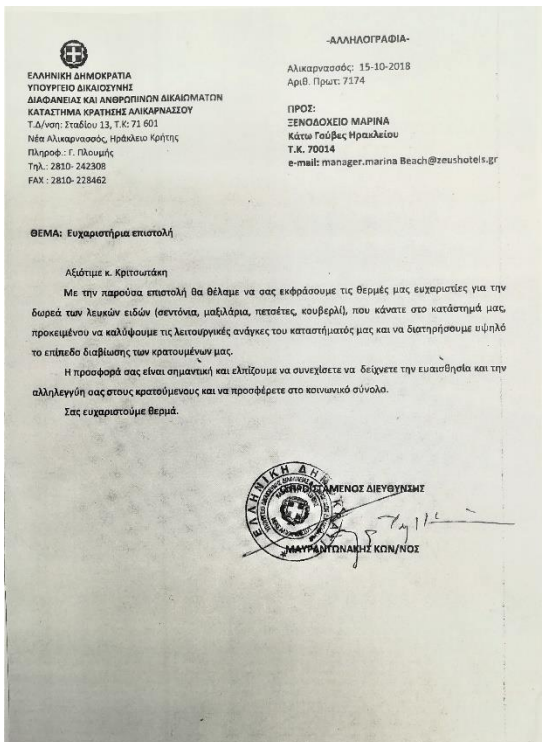 -ΑΛΛΗΛΟΓΡΑΦΙΑ-
ΕΛΛΗΝΙΚΗ ΔΗΜΟΚΡΑΤΙΑ
ΥΠΟΥΡΓΕΙΟ ΔΙΚΑΙΟΣΥΝΗΣ
ΔΙΑΦΑΝΕΙΑΣ ΚΑΙ ΑΝΘΡΩΠΙΝΩΝ ΔΙΚΑΙΩΜΑΤΩΝ
ΚΑΤΑΣΤΗΜΑ ΚΡΑΤΗΣΗΣ ΑΛΙΚΑΡΝΑΣΣΟΥ
Τ.Δ/νση: Σταδίου 13, Τ.Κ: 71 601
Νέα Αλικαρνασσός, Ηράκλειο Κρήτης
Πληροφ.: Γ. Πλουμής
Τηλ.: 2810- 242308
FAX : 2810- 228462
Αλικαρνασσός: 15-10-2018
Αριθ. Πρωτ: 7174
ΠΡΟΣ:
ΞΕΝΟΔΟΧΕΙΟ ΜΑΡΙΝΑ
Κάτω Γούβες Ηρακλείου
Τ.Κ. 70014
e-mail: manager.marina Beach@zeushotels.gr
ΘΕΜΑ: Ευχαριστήρια επιστολή
Αξιότιμε κ. Κριτσωτάκη
Με την παρούσα επιστολή θα θέλαμε να σας εκφράσουμε τις θερμές μας ευχαριστίες για την
δωρεά των λευκών ειδών (σεντόνια, μαξιλάρια, πετσέτες, κουβερλί), που κάνατε στο κατάστημά μας,
προκειμένου να καλύψουμε τις λειτουργικές ανάγκες του καταστήματός μας και να διατηρήσουμε υψηλό
το επίπεδο διαβίωσης των κρατουμένων μας.
Η προσφορά σας είναι σημαντική και ελπίζουμε να συνεχίσετε να δείχνετε την ευαισθησία και την
αλληλεγγύη σας στους κρατούμενους και να προσφέρετε στο κοινωνικό σύνολο.
Σας ευχαριστούμε θερμά.
ΔΙΕΥΘΥΝΣΗΣ
ΜΑΥΡΑΝΤΩΝΑΚΗΣ ΚΩΝ/ΝΟΣ